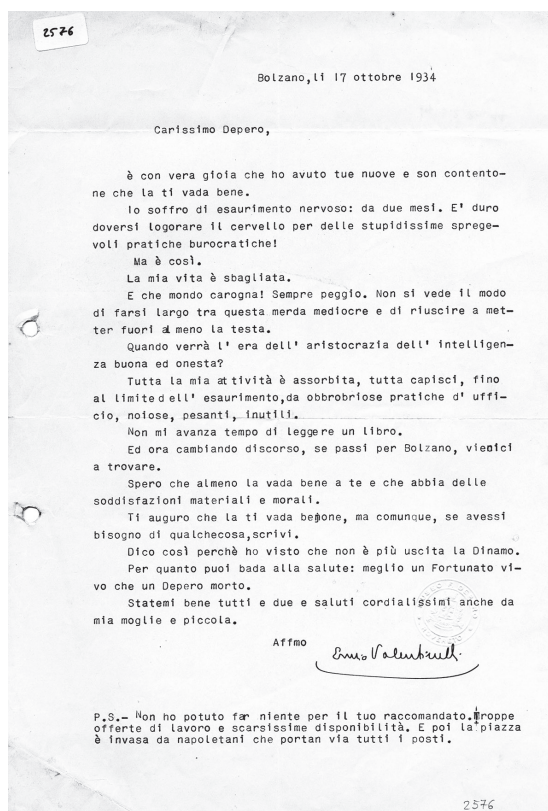 2576
Bolzano,li 17 ottobre 1934
Carissimo Depero,
è con vera gioia che ho avuto tue nuove e son contento-
ne che la ti vada bene.
Io soffro di esaurimento nervoso: da due mesi. E' duro
doversi logorare il cervello per delle stupidissime sprege-
voli pratiche burocratiche!
Ma è così.
La mia vita è sbagliata.
E che mondo carogna! Sempre peggio. Non si vede il modo
di farsi largo tra questa merda mediocre e di riuscire a met-
ter fuori al meno la testa.
Quando verrà l' era dell' aristocrazia dell' intelligen-
za buona ed onesta?
Tutta la mia attività è assorbita, tutta capisci, fino
al limite dell' esaurimento,da obbrobriose pratiche d' uffi-
cio, noiose, pesanti, inutili.
Non mi avanza tempo di leggere un libro.
Ed ora cambiando discorso, se passi per Bolzano, vienici
a trovare.
Spero che almeno la vada bene a te e che abbia delle
soddisfazioni materiali e morali.
Ti auguro che la ti vada benone, ma comunque, se avessi
bisogno di qualchecosa,scrivi.
Dico così perchè ho visto che non è più uscita la Dinamo.
Per quanto puoi bada alla salute: meglio un Fortunato vi-
vo che un Depero morto.
Statemi bene tutti e due e saluti cordialissimi anche da
mia moglie e piccola.
Affmo
P.S.- Non ho potuto far niente per il tuo raccomandato.Troppe
offerte di lavoro e scarsissime disponibilità. E poi la piazza
è invasa da napoletani che portan via tutti i posti.
2576